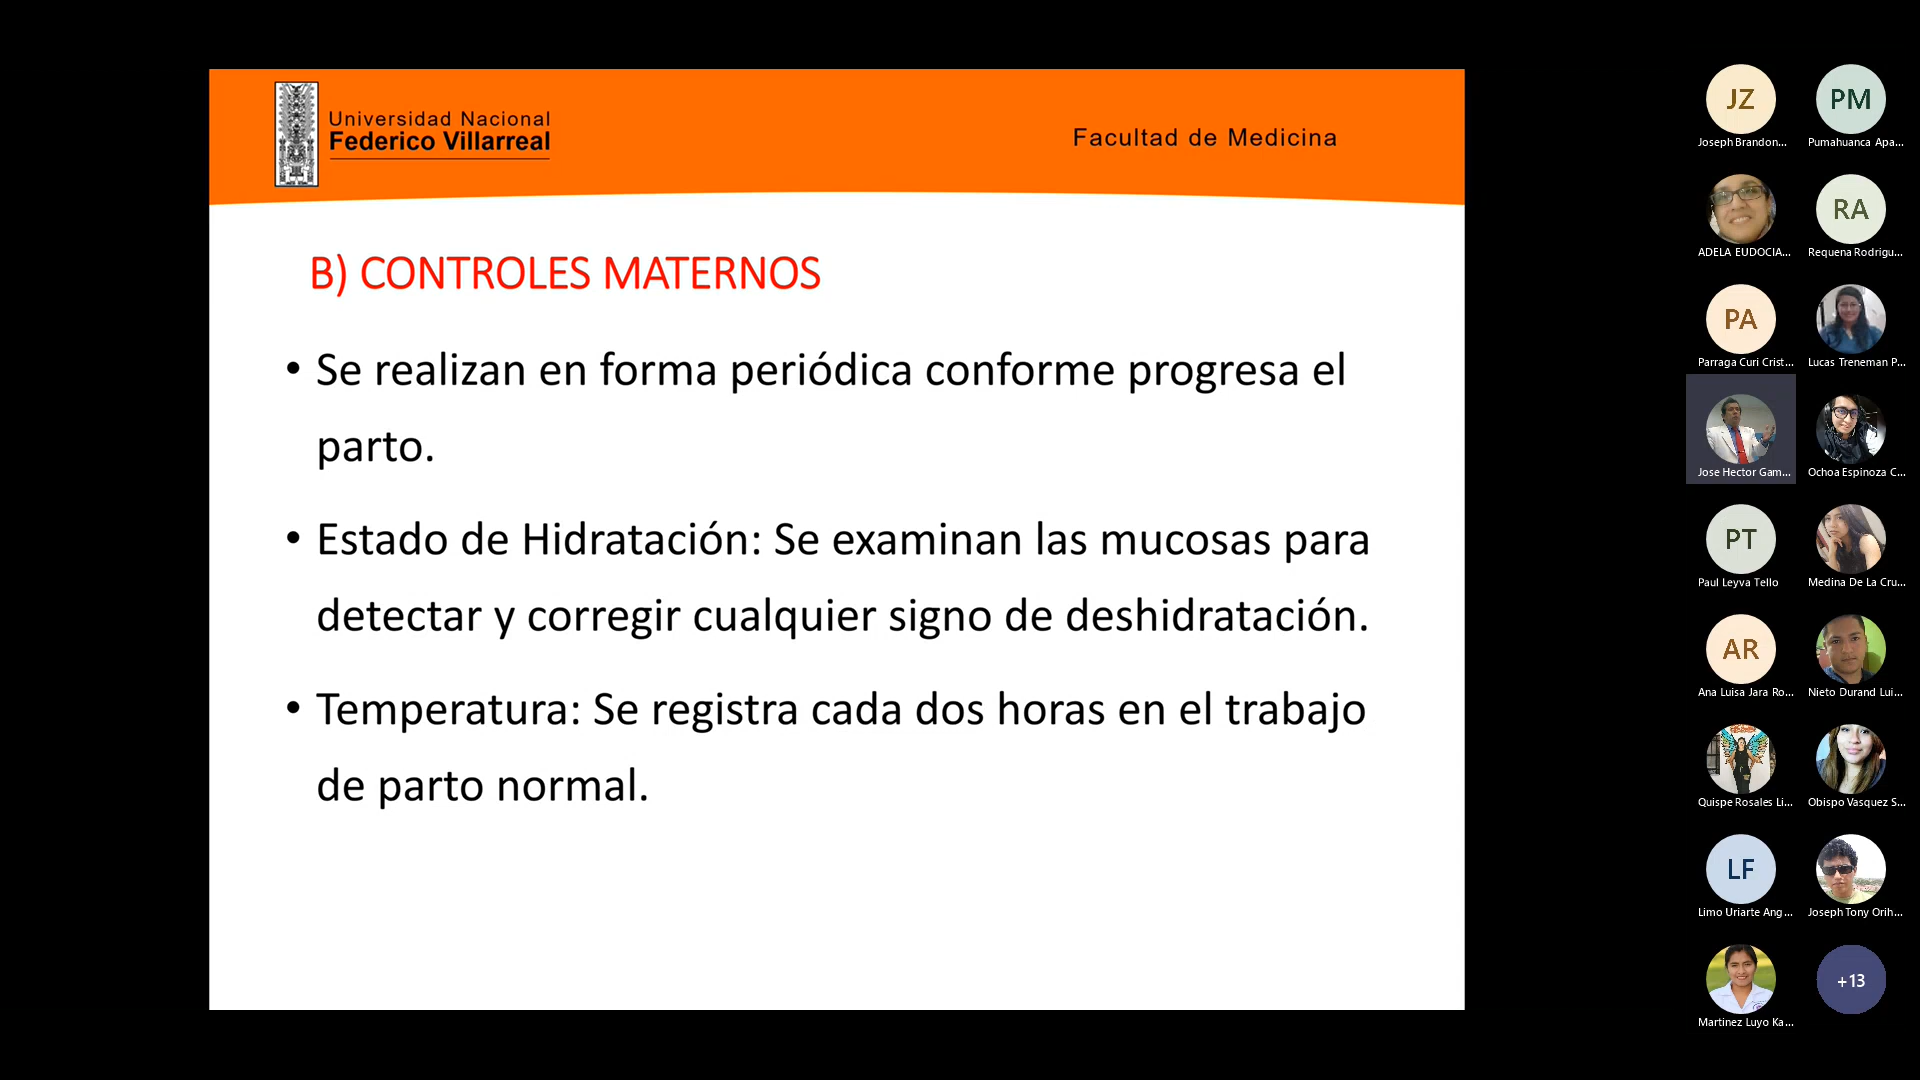 Universidad Nacional
Federico Villarreal
Facultad de Medicina
B) CONTROLES MATERNOS
• Se realizan en forma periódica conforme progresa el
parto.
• Estado de Hidratación: Se examinan las mucosas para
detectar y corregir cualquier signo de deshidratación.
• Temperatura: Se registra cada dos horas en el trabajo
de parto normal.
JZ
Joseph Brandon...
PM
Pumahuanca Apa...
ADELA EUDOCIA...
RA
Requena Rodrigu...
PA
Parraga Curi Crist...
Lucas Treneman P...
Jose Hector Gam...
Ochoa Espinoza C...
PT
Paul Leyva Tello
Medina De La Cru...
AR
Ana Luisa Jara Ro...
Nieto Durand Lui...
Quispe Rosales Li...
Obispo Vasquez S...
LF
Limo Uriarte Ang...
Joseph Tony Orih...
Martinez Luyo Ka...
+13